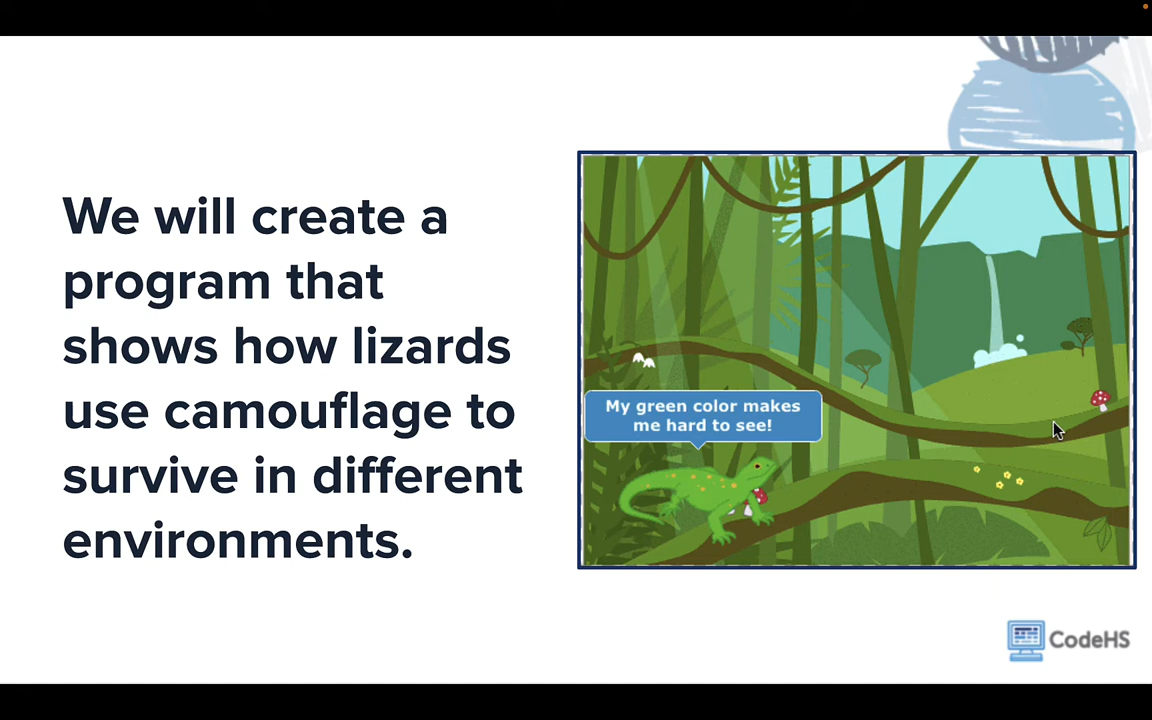 We will create a
program that
shows how lizards
use camouflage to
survive in different
environments.
My green color makes
me hard to see!
CodeHS